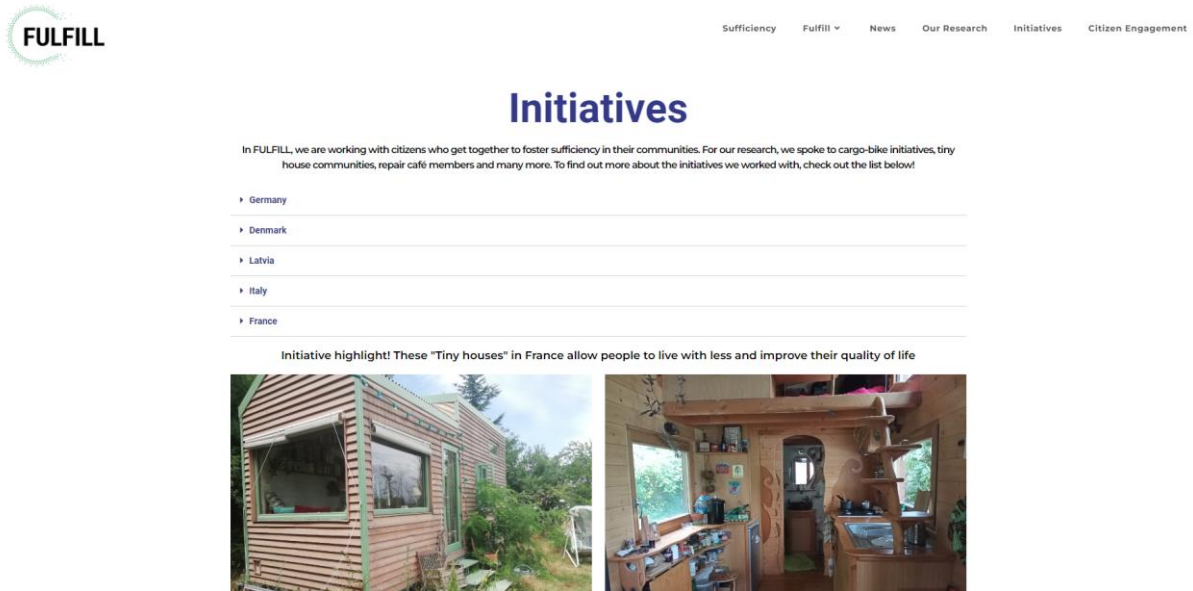 FULFILL
Sufficiency Fulfill News Our Research Initiatives Citizen Engagement
Initiatives
In FULFILL, we are working with citizens who get together to foster sufficiency in their communities. For our research, we spoke to cargo-bike initiatives, tiny
house communities, repair café members and many more. To find out more about the initiatives we worked with, check out the list below!
Germany
Denmark
Latvia
Italy
France
Initiative highlight! These "Tiny houses" in France allow people to live with less and improve their quality of life